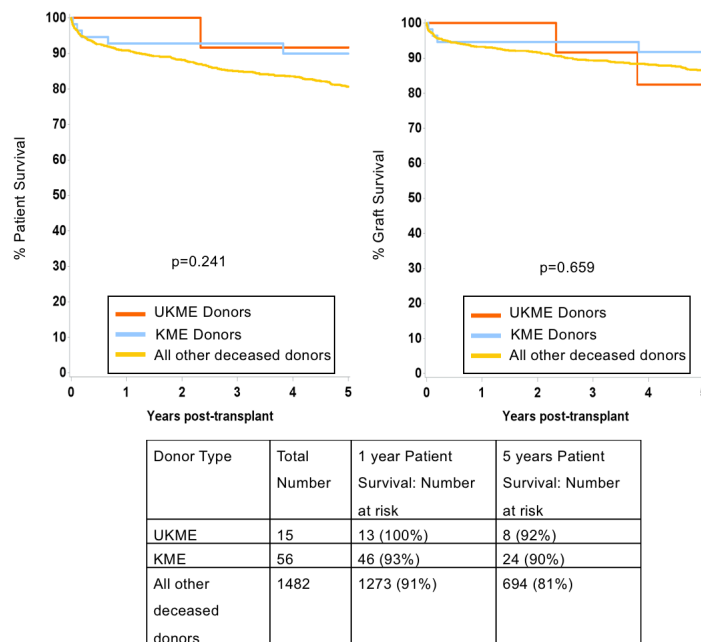 100
90
80
70
60
50
40
30
20
10
0
% Patient Survival
p=0.241
UKME Donors
KME Donors
All other deceased donors
0 1 2 3 4 5
Years post-transplant
100
90
80
70
60
50
40
30
20
10
0
% Graft Survival
p=0.659
UKME Donors
KME Donors
All other deceased donors
0 1 2 3 4
Years post-transplant
Donor Type Total Number 1 year Patient Survival: Number at risk 5 years Patient Survival: Number at risk
UKME 15 13 (100%) 8 (92%)
KME 56 46 (93%) 24 (90%)
All other deceased donors 1482 1273 (91%) 694 (81%)